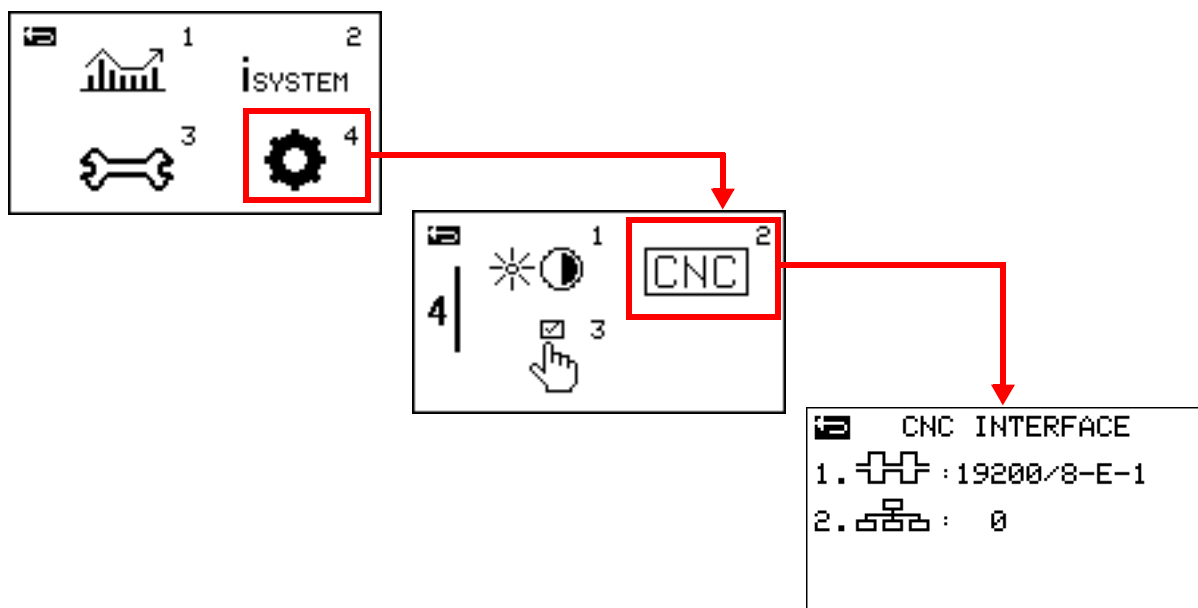 1 2
iSYSTEM
3 4
1 2
CNC
4
3
CNC INTERFACE
1. :19200/8-E-1
2. : 0